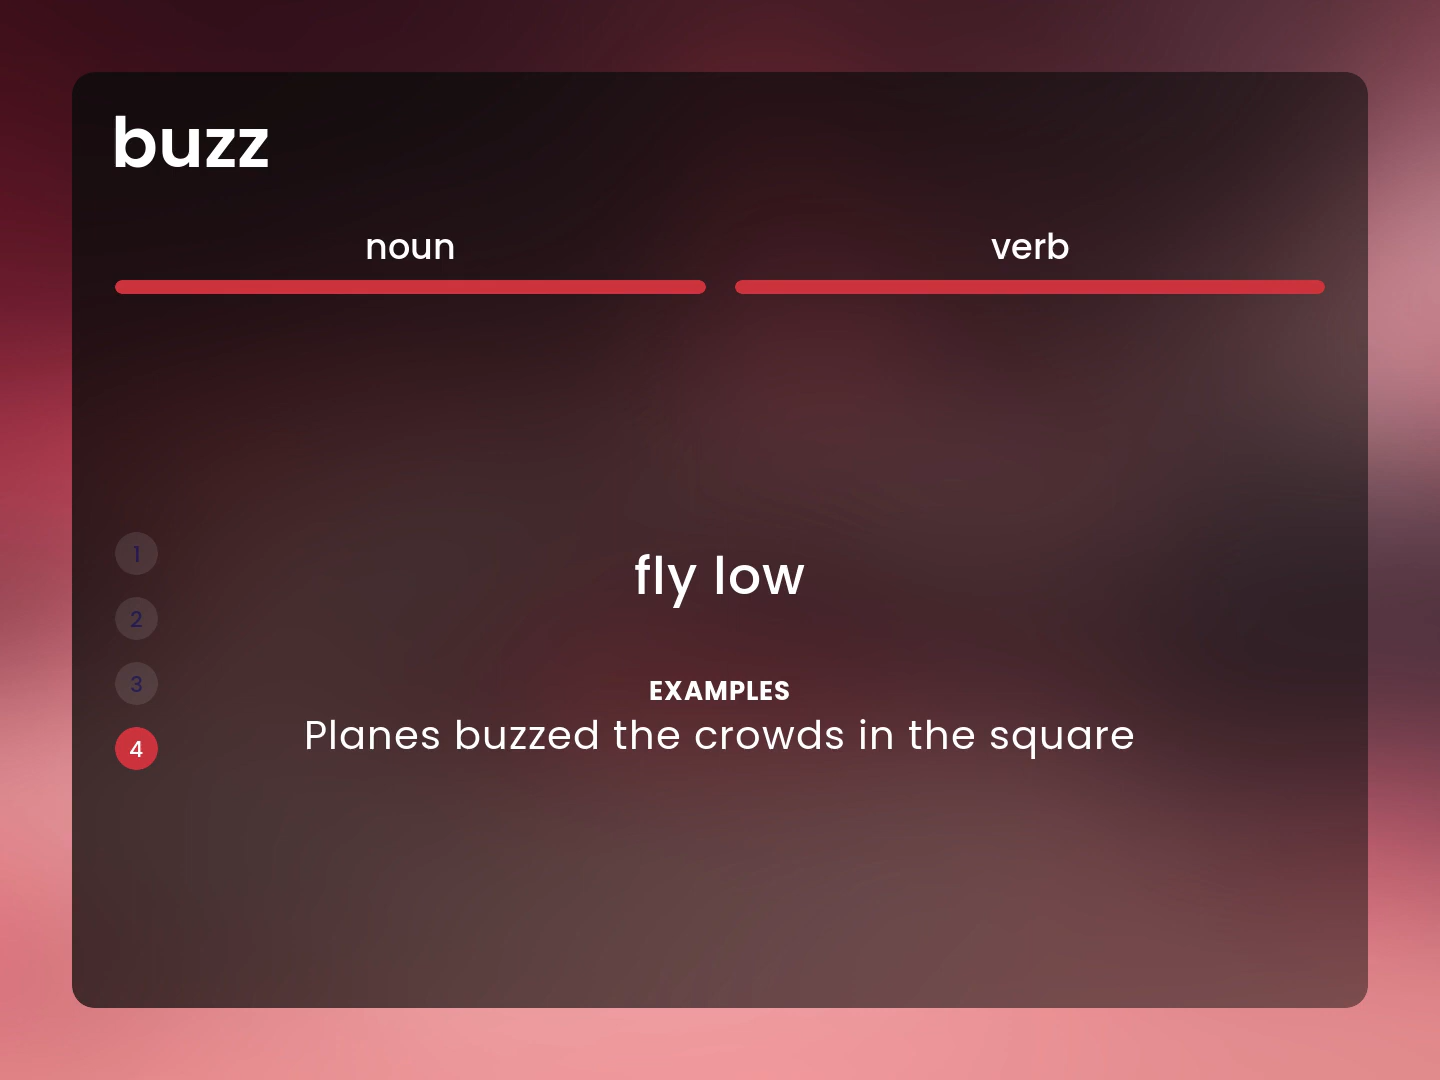 buzz
noun
verb
1
2
3
4
fly low
EXAMPLES
Planes buzzed the crowds in the square